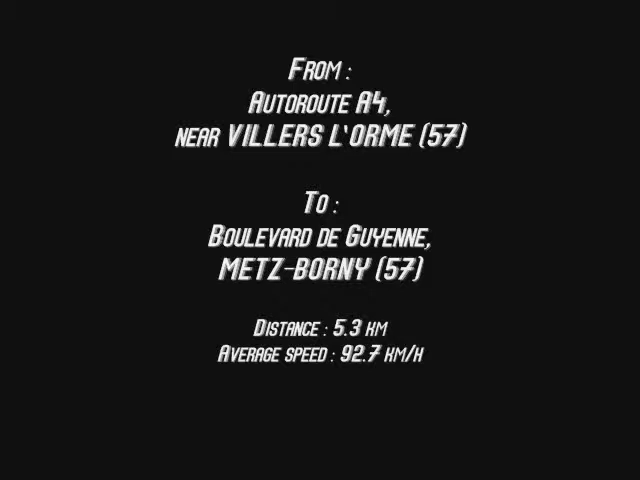 From :
Autoroute A4,
near VILLERS L'ORME (57)
To :
Boulevard de Guyenne,
METZ-BORNY (57)
Distance : 5.3 km
Average speed : 92.7 km/h